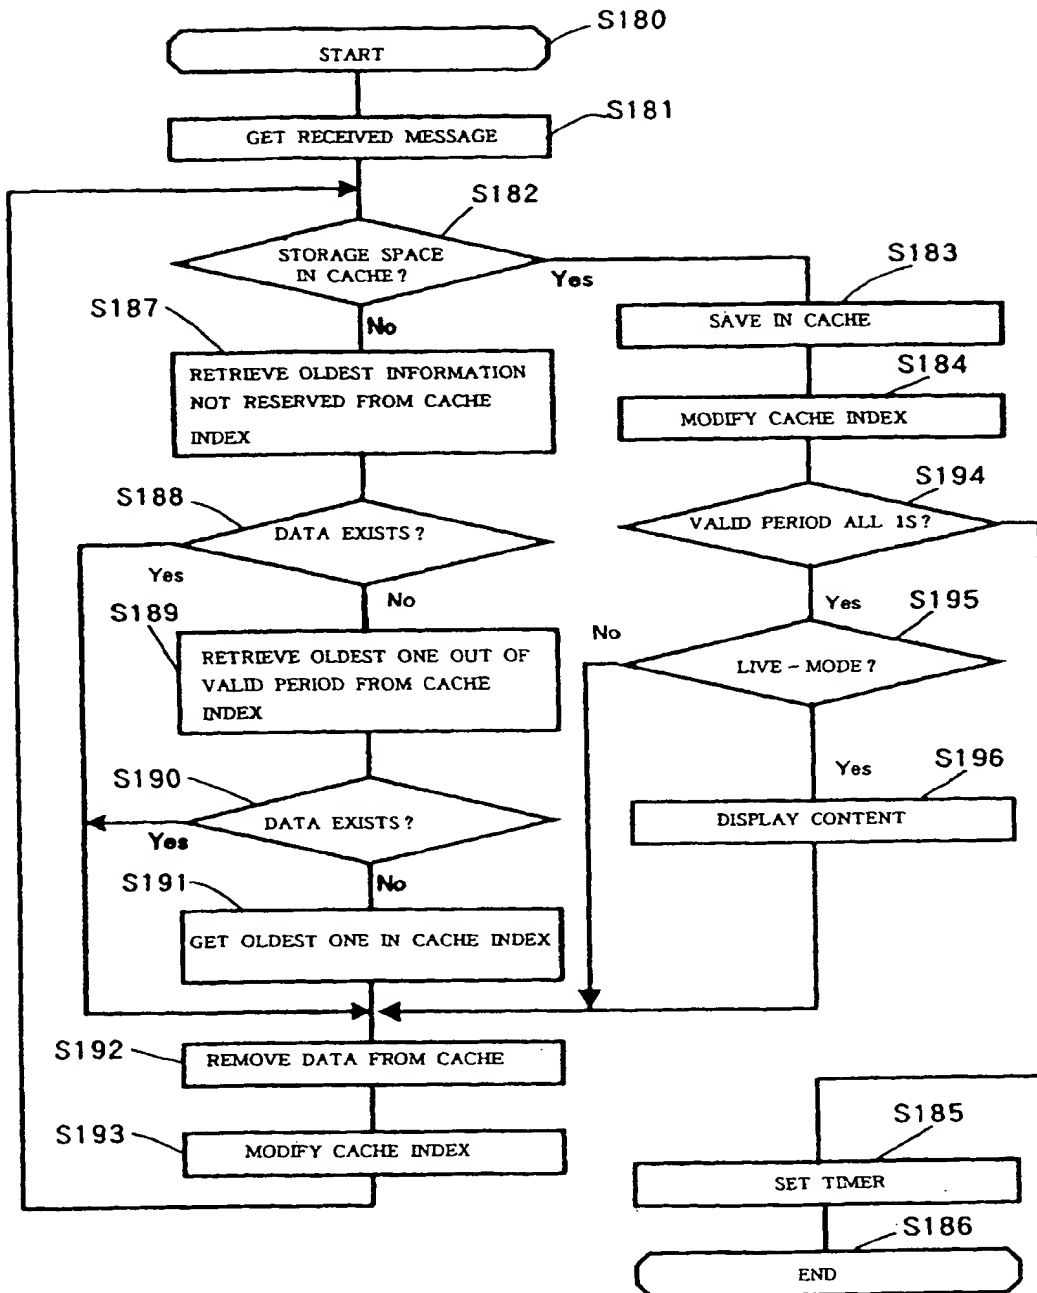 S180
START
S181
GET RECEIVED MESSAGE
S182
STORAGE SPACE
IN CACHE?
Yes
No
S183
SAVE IN CACHE
S187
RETRIEVE OLDEST INFORMATION
NOT RESERVED FROM CACHE
INDEX
S184
MODIFY CACHE INDEX
S188
DATA EXISTS?
Yes
No
S194
VALID PERIOD ALL 1S?
Yes
S189
RETRIEVE OLDEST ONE OUT OF
VALID PERIOD FROM CACHE
INDEX
S195
No
LIVE-MODE?
Yes
S190
DATA EXISTS?
Yes
No
S196
DISPLAY CONTENT
S191
GET OLDEST ONE IN CACHE INDEX
S192
REMOVE DATA FROM CACHE
S193
MODIFY CACHE INDEX
S185
SET TIMER
S186
END